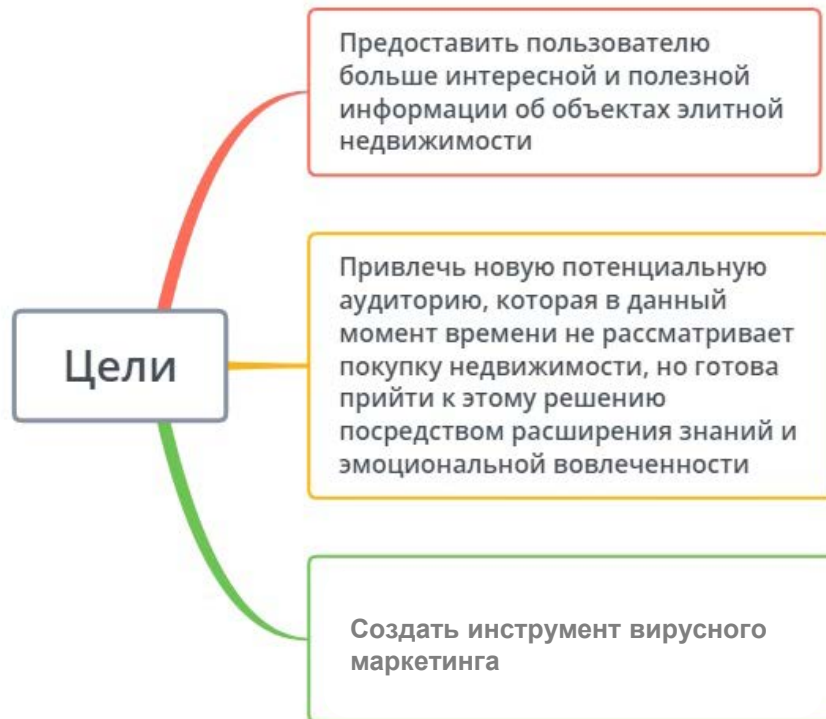 Предоставить пользователю
больше интересной и полезной
информации об объектах элитной
недвижимости
Привлечь новую потенциальную
аудиторию, которая в данный
момент времени не рассматривает
покупку недвижимости, но готова
прийти к этому решению
посредством расширения знаний и
эмоциональной вовлеченности
Цели
Создать инструмент вирусного
маркетинга